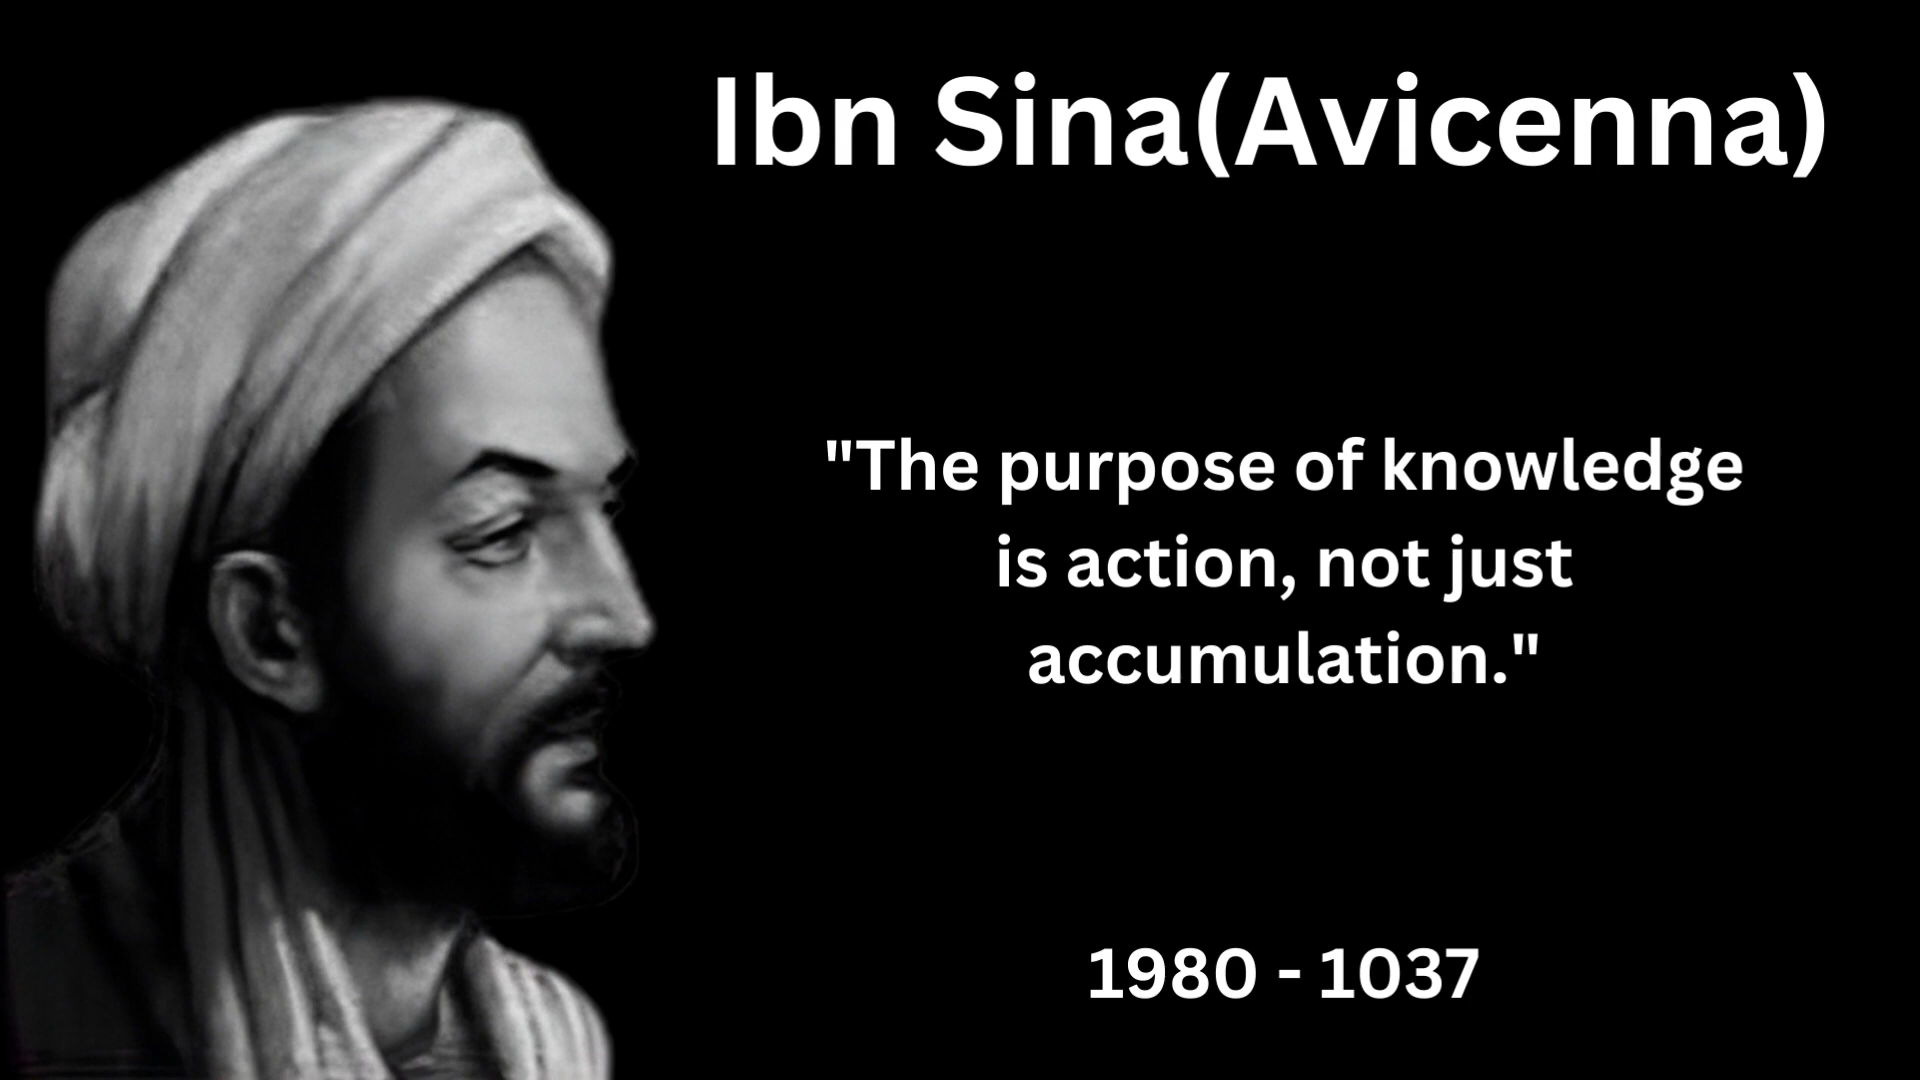 Ibn Sina(Avicenna)
"The purpose of knowledge
is action, not just
accumulation."
1980 - 1037